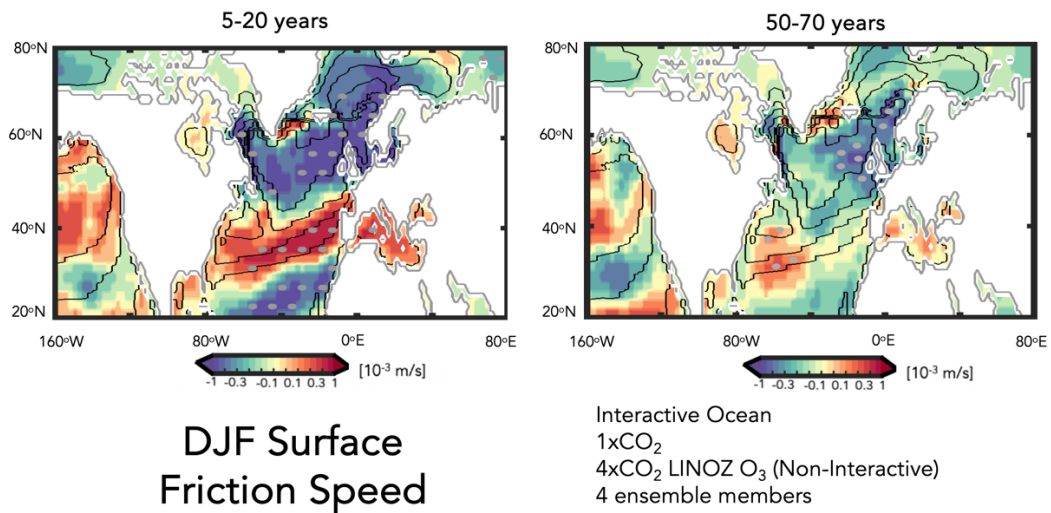 5-20 years
50-70 years
80°N
60°N
40°N
20°N
160°W
80°W
0°E
80°E
80°N
60°N
40°N
20°N
160°W
80°W
0°E
80°E
-1 -0.3 -0.1 0.1 0.3 1
[10⁻³ m/s]
-1 -0.3 -0.1 0.1 0.3 1
[10⁻³ m/s]
DJF Surface
Friction Speed
Interactive Ocean
1xCO₂
4xCO₂ LINOZ O₃ (Non-Interactive)
4 ensemble members